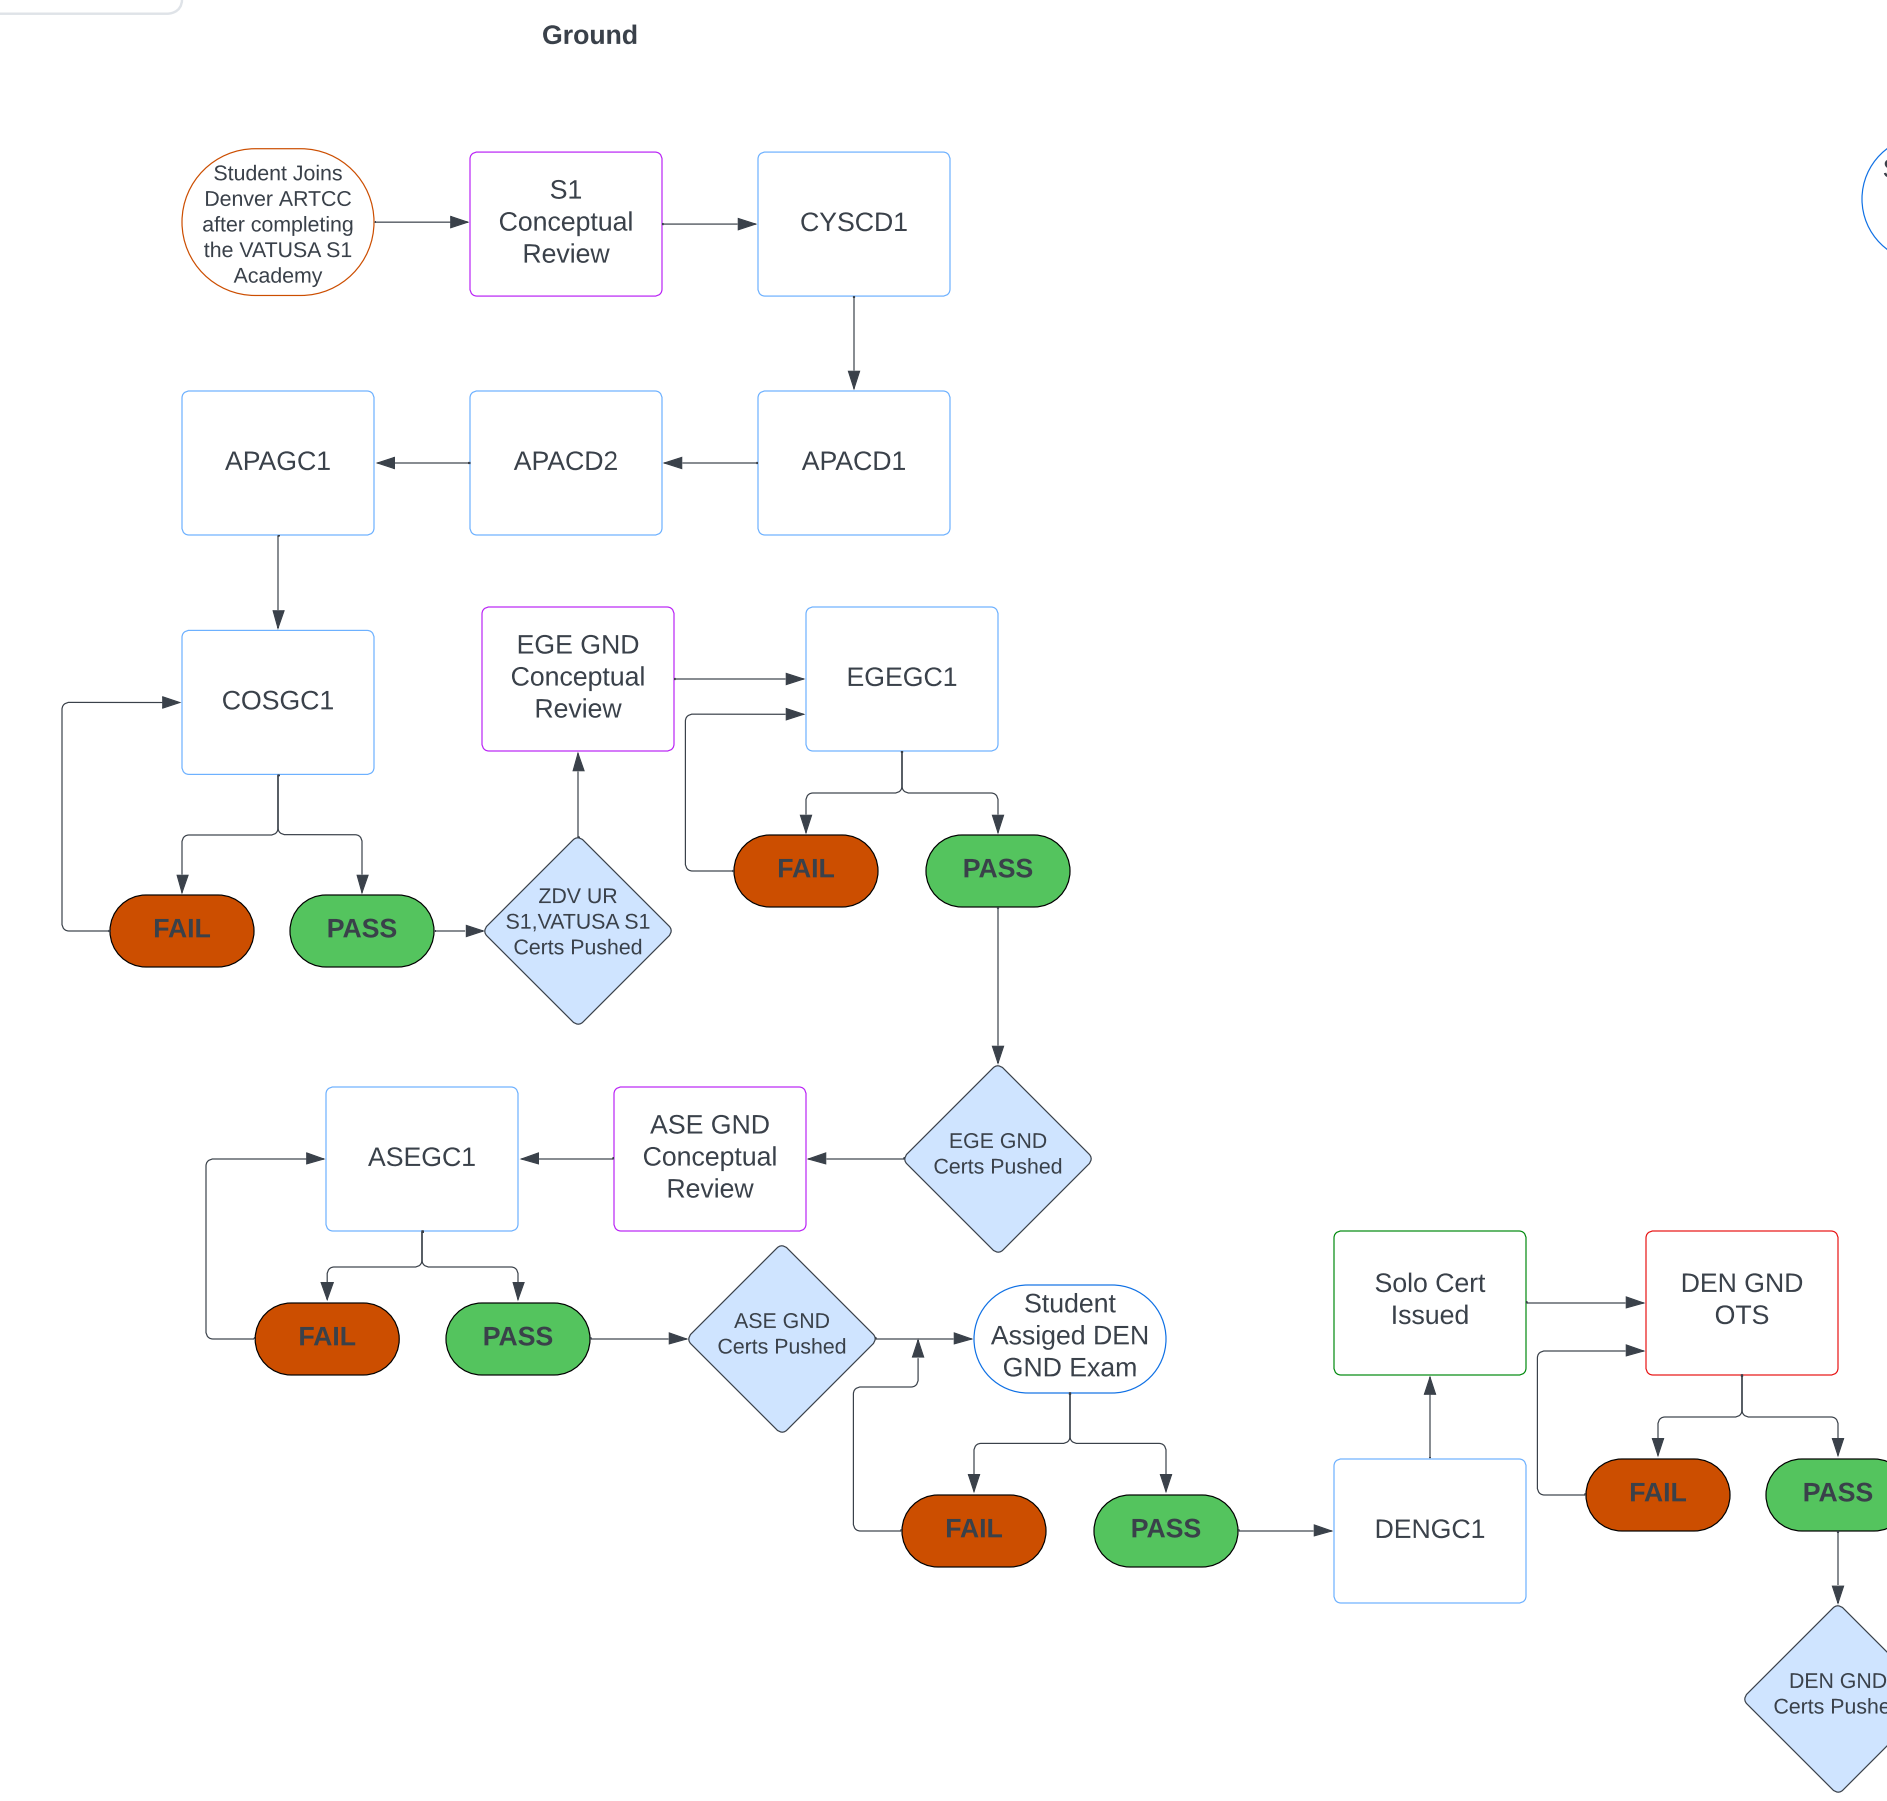 Ground
Student Joins
Denver ARTCC
after completing
the VATUSA S1
Academy
S1
Conceptual
Review
CYSCD1
APAGC1
APACD2
APACD1
COSGC1
EGE GND
Conceptual
Review
EGEGC1
FAIL
PASS
ZDV UR
S1,VATUSA S1
Certs Pushed
FAIL
PASS
ASEGC1
ASE GND
Conceptual
Review
EGE GND
Certs Pushed
FAIL
PASS
ASE GND
Certs Pushed
Student
Assiged DEN
GND Exam
Solo Cert
Issued
DEN GND
OTS
FAIL
PASS
DENGC1
FAIL
PASS
DEN GND
Certs